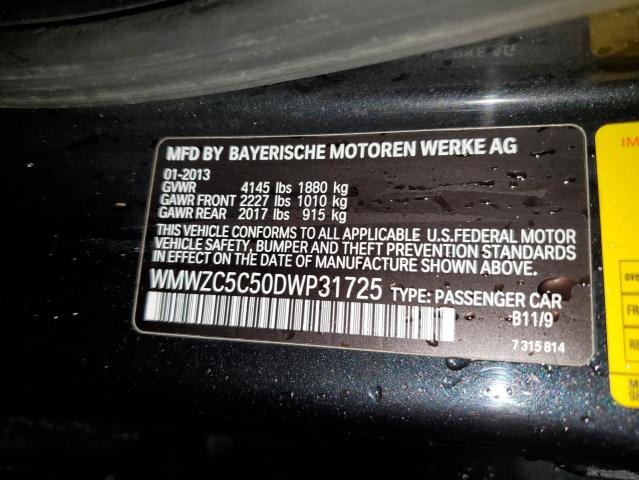 MFD BY BAYERISCHE MOTOREN WERKE AG
01-2013
GVWR 4145 lbs 1880 kg
GAWR FRONT 2227 lbs 1010 kg
GAWR REAR 2017 lbs 915 kg
THIS VEHICLE CONFORMS TO ALL APPLICABLE U.S.FEDERAL MOTOR
VEHICLE SAFETY, BUMPER AND THEFT PREVENTION STANDARDS
IN EFFECT ON THE DATE OF MANUFACTURE SHOWN ABOVE.
WMWZC5C50DWP31725 TYPE: PASSENGER CAR
B11/9
7 315 814